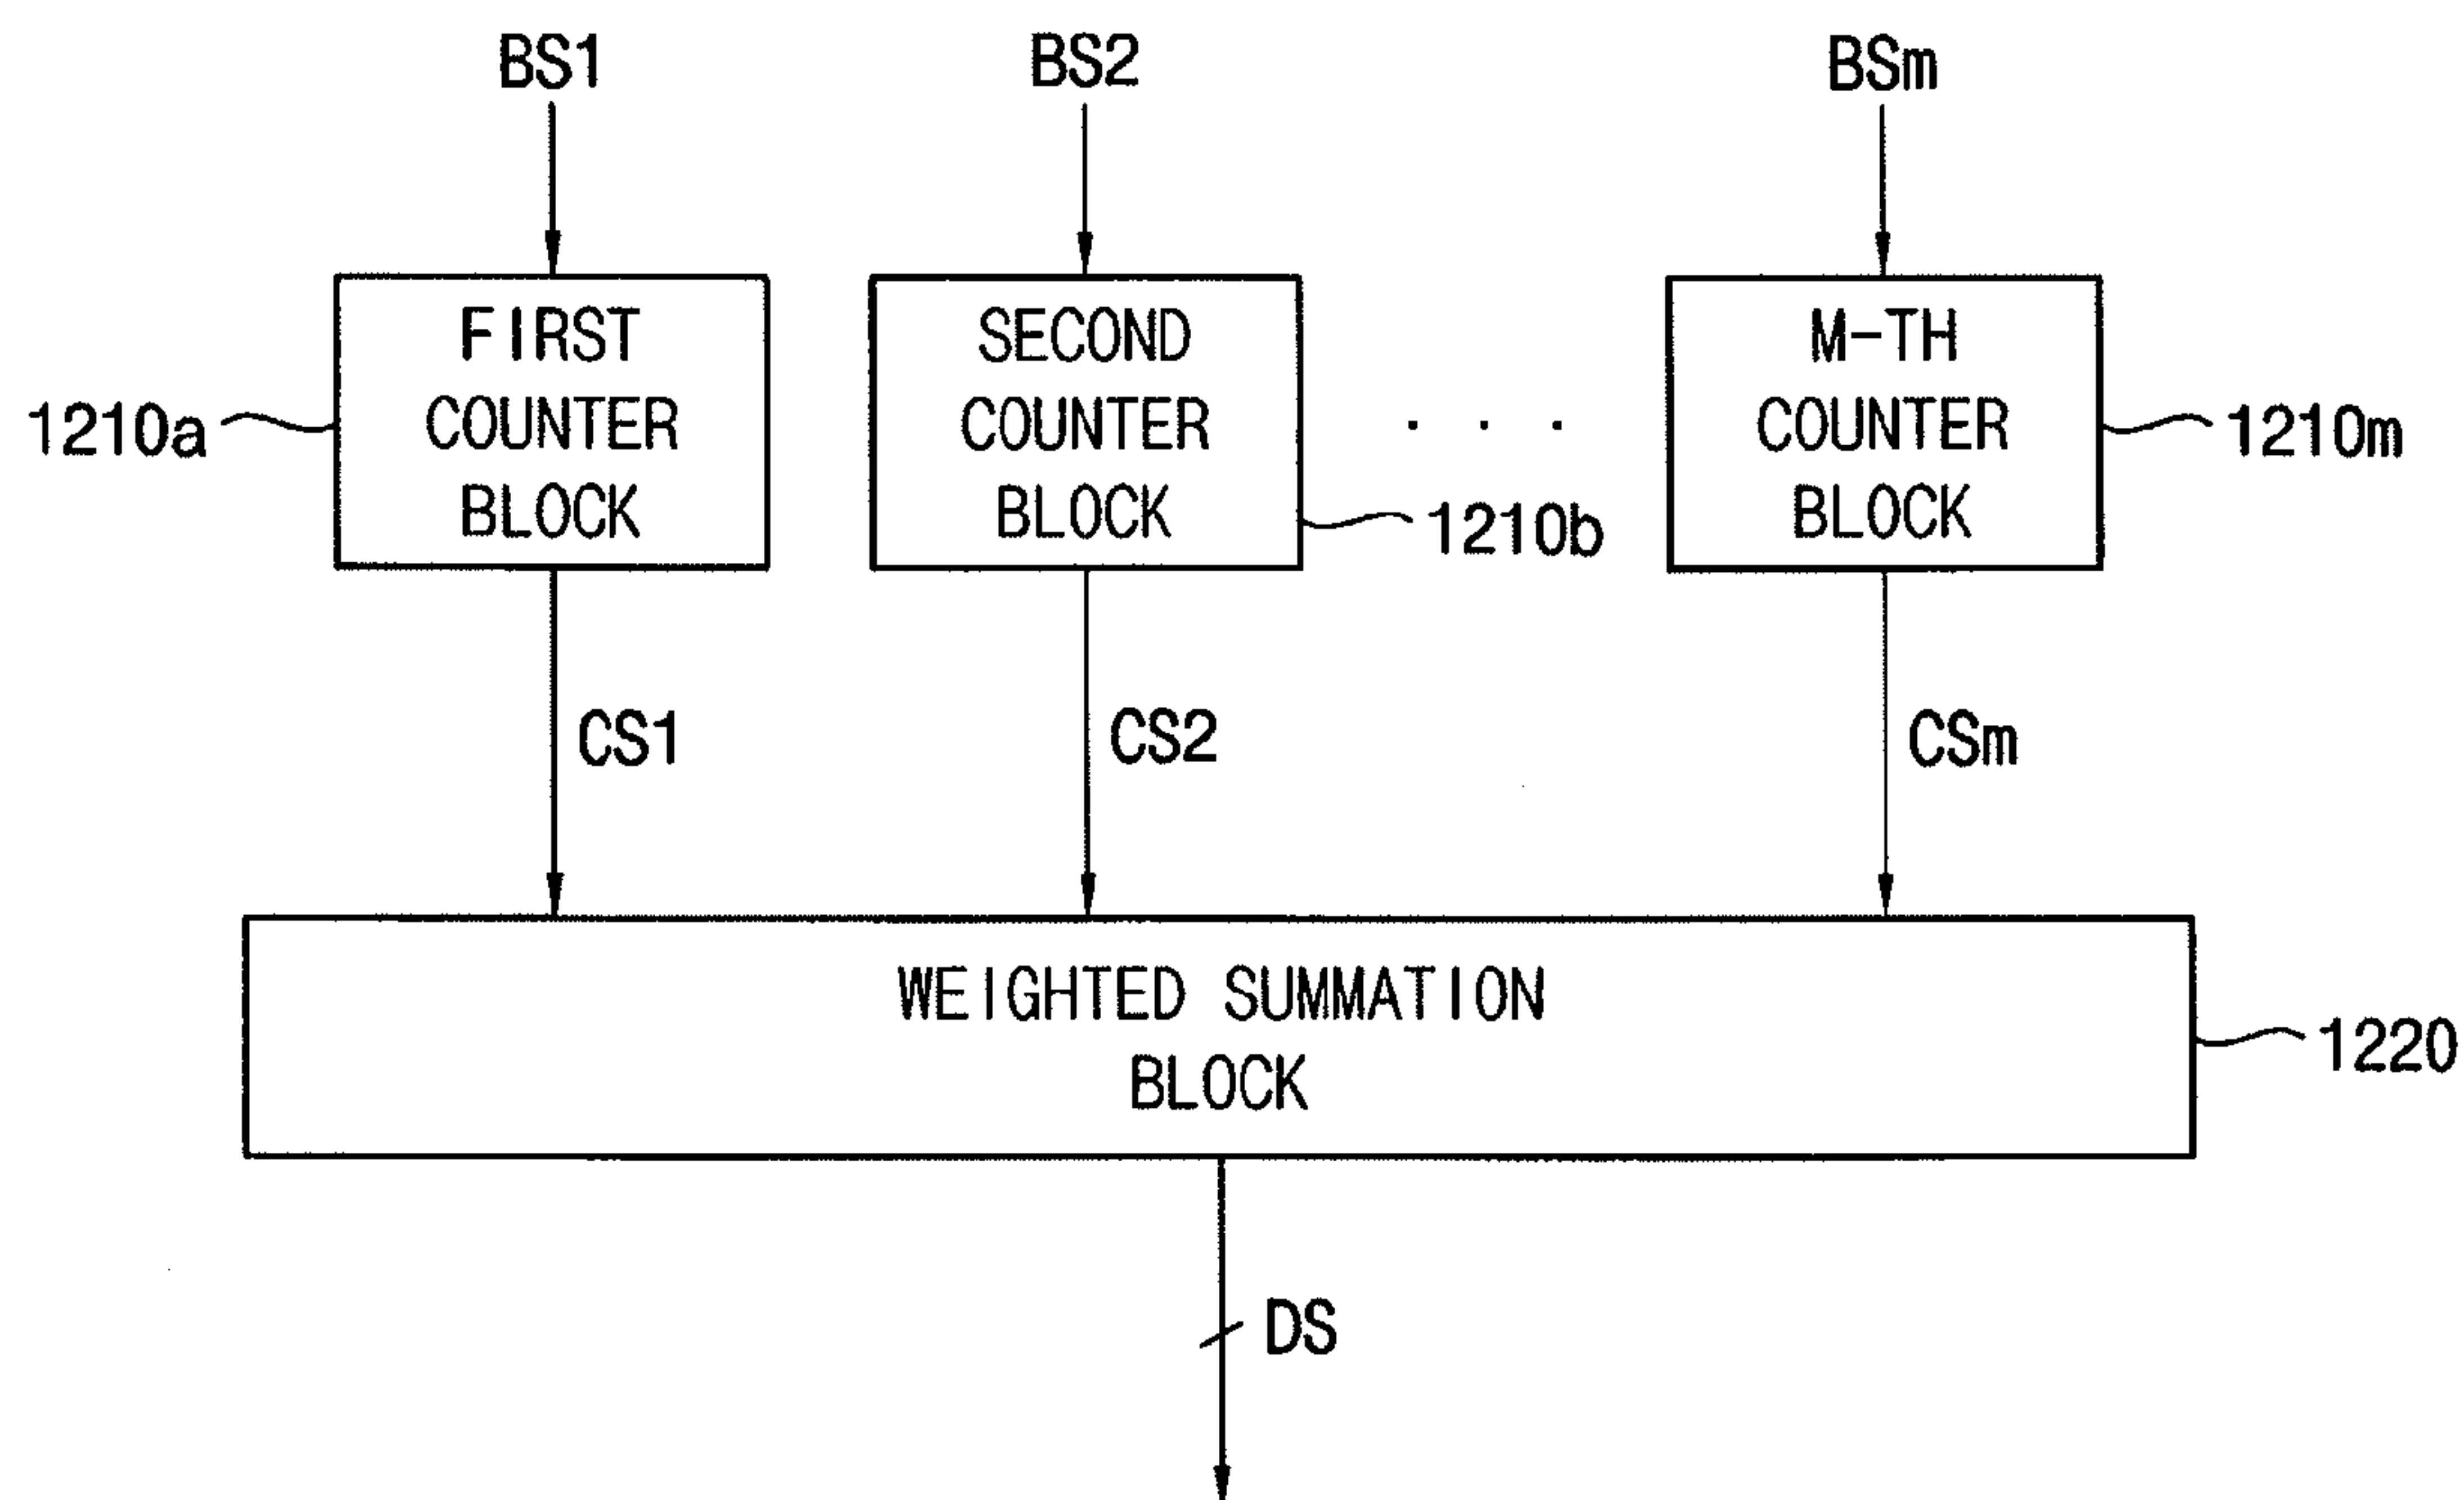 BS1
BS2
BSm
FIRST
COUNTER
BLOCK
SECOND
COUNTER
BLOCK
. . .
M-TH
COUNTER
BLOCK
1210a
1210b
1210m
CS1
CS2
CSm
WEIGHTED SUMMATION
BLOCK
1220
DS